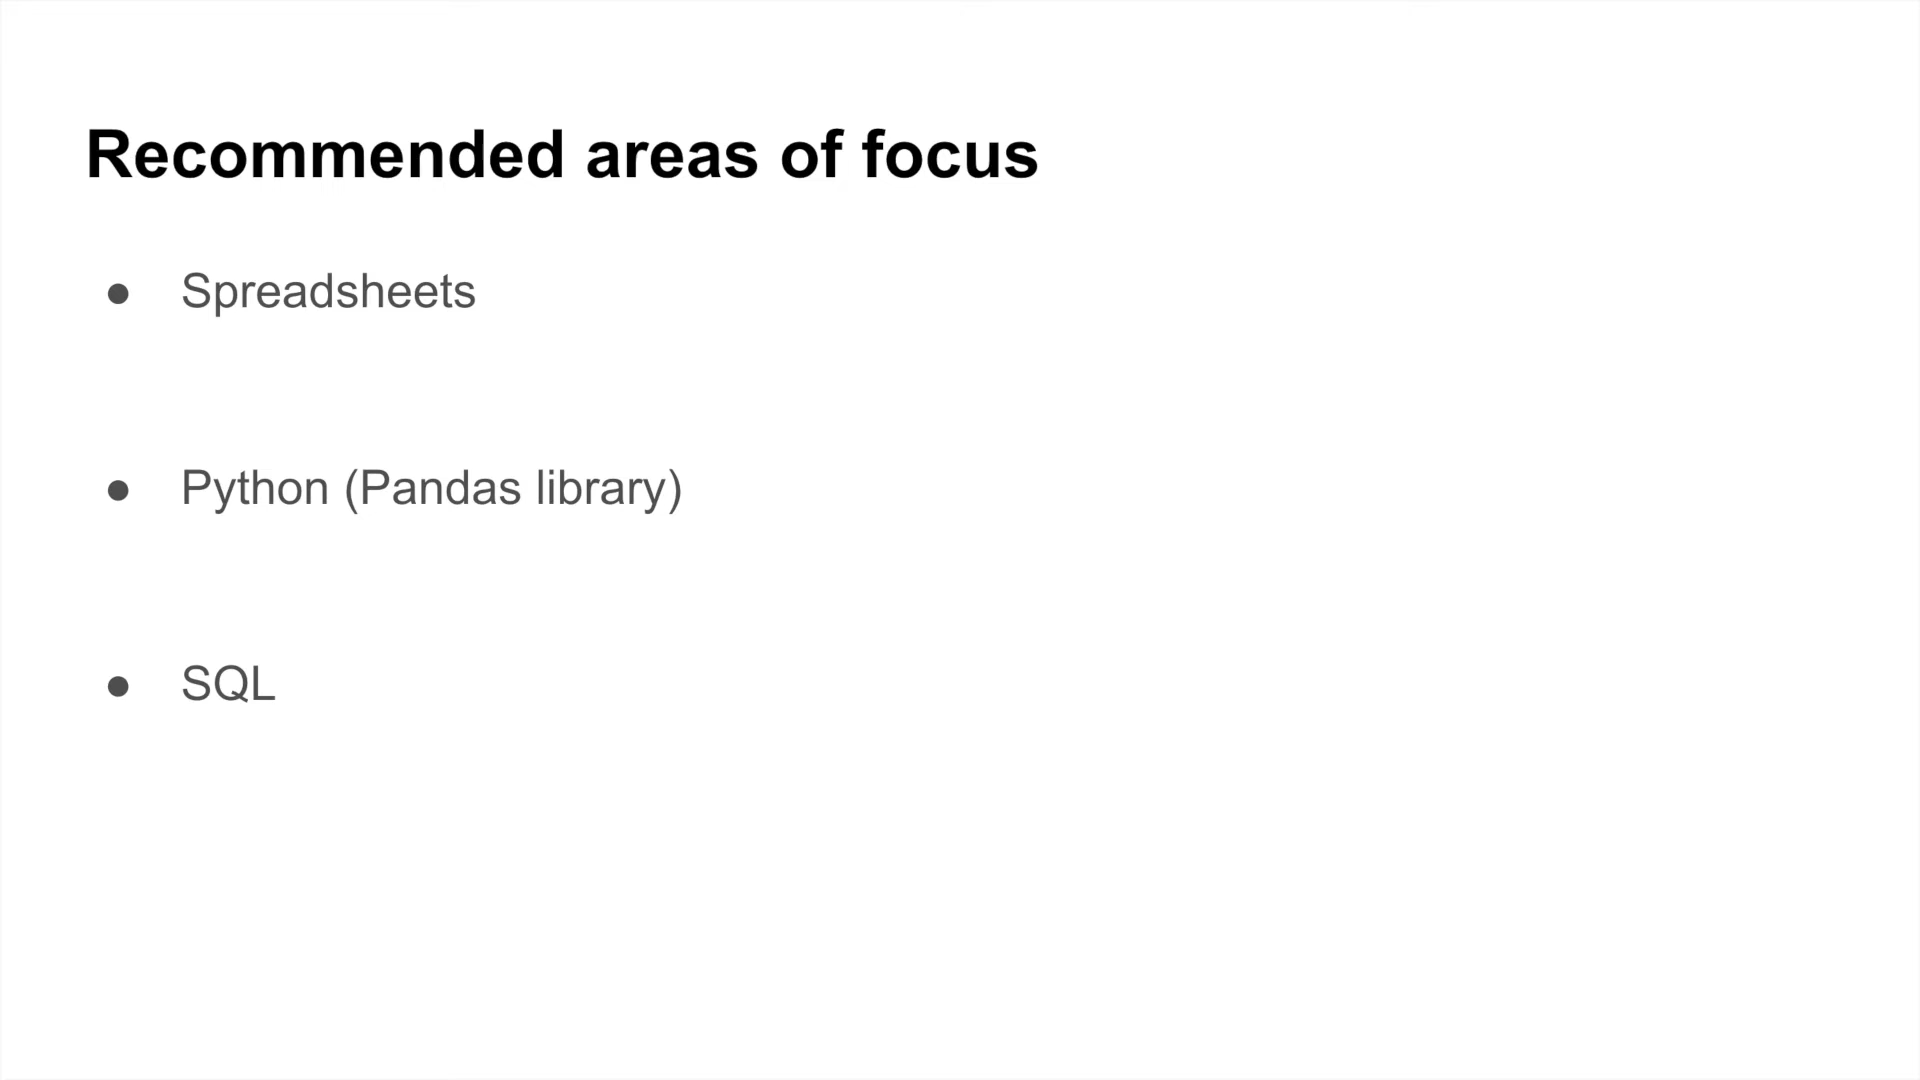 Recommended areas of focus
● Spreadsheets
● Python (Pandas library)
● SQL